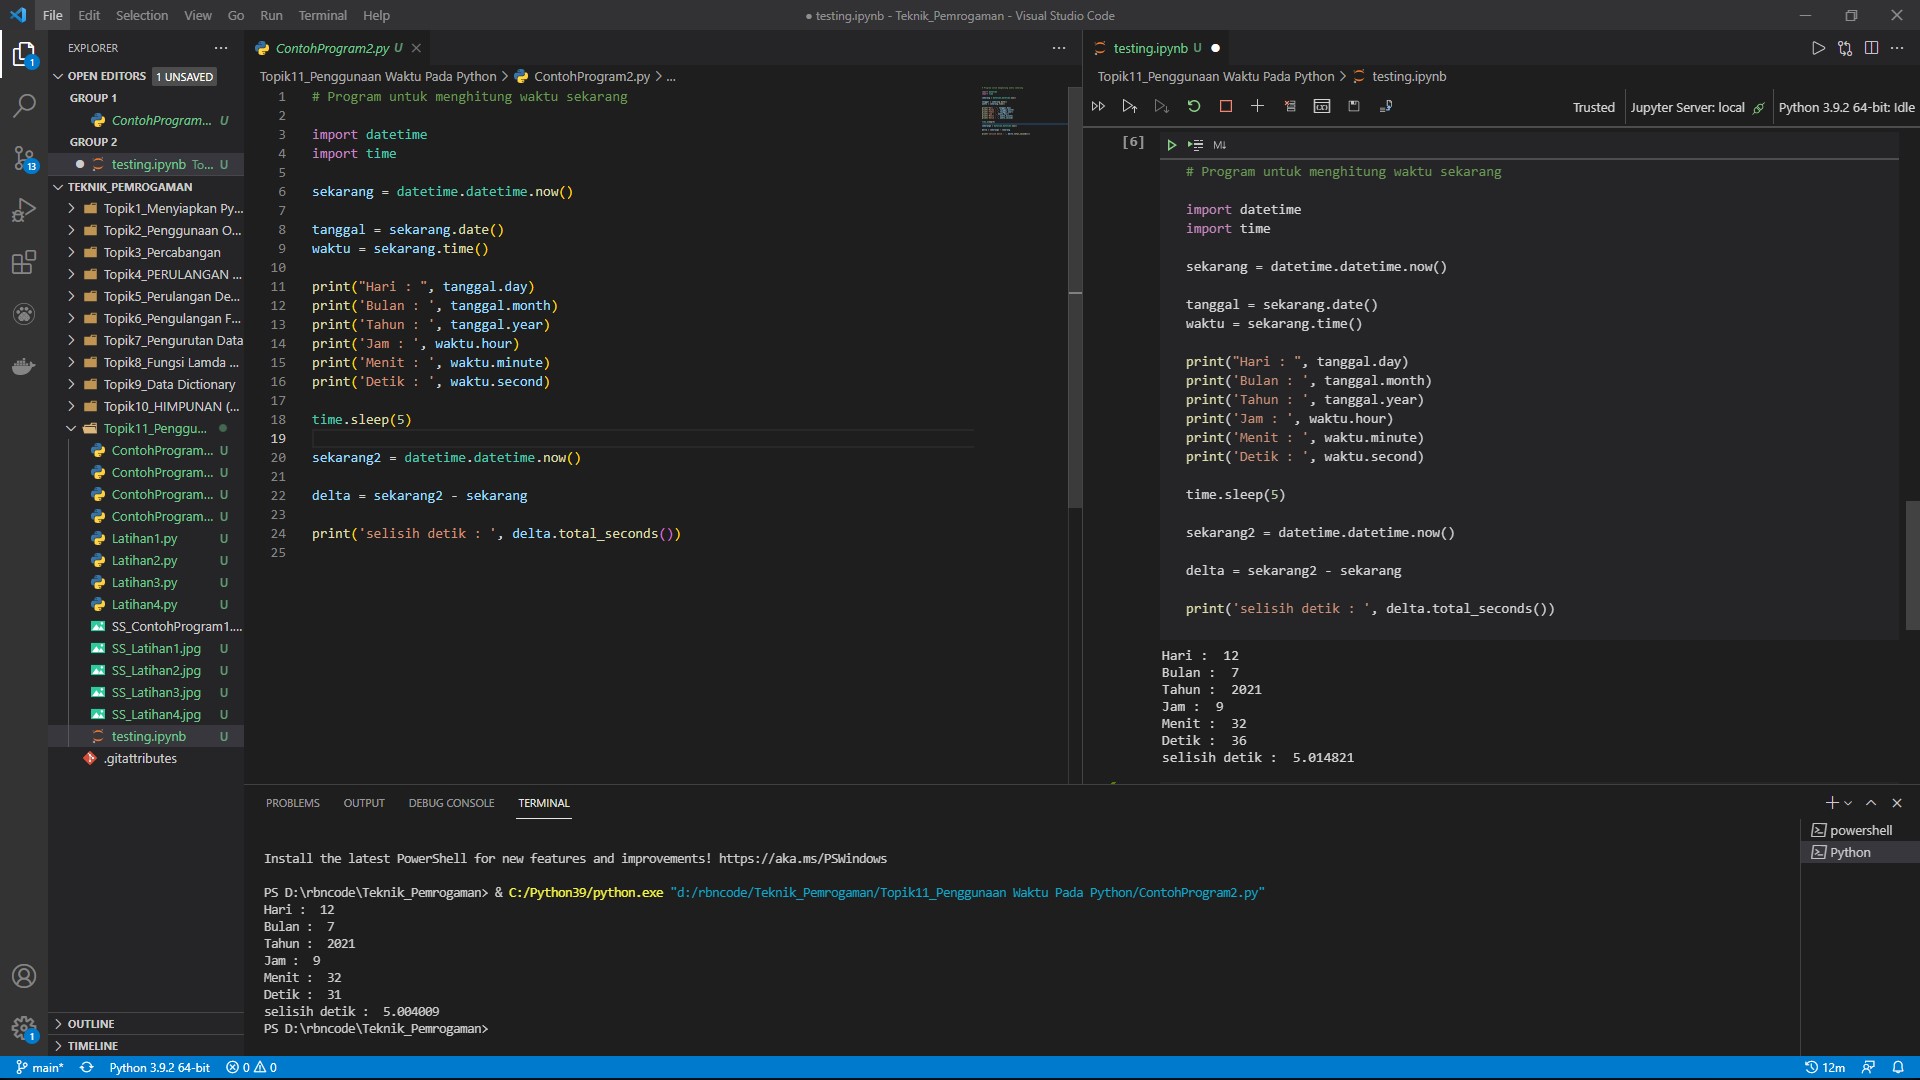 File Edit Selection View Go Run Terminal Help
● testing.ipynb - Teknik_Pemrogaman - Visual Studio Code
EXPLORER ...
OPEN EDITORS 1 UNSAVED
GROUP 1
ContohProgram... U
GROUP 2
● testing.ipynb To... U
TEKNIK_PEMROGAMAN
Topik1_Menyiapkan Py...
Topik2_Penggunaan O...
Topik3_Percabangan
Topik4_PERULANGAN ...
Topik5_Perulangan De...
Topik6_Pengulangan F...
Topik7_Pengurutan Data
Topik8_Fungsi Lamda ...
Topik9_Data Dictionary
Topik10_HIMPUNAN (...
Topik11_Penggu...
ContohProgram... U
ContohProgram... U
ContohProgram... U
ContohProgram... U
Latihan1.py U
Latihan2.py U
Latihan3.py U
Latihan4.py U
SS_ContohProgram1....
SS_Latihan1.jpg U
SS_Latihan2.jpg U
SS_Latihan3.jpg U
SS_Latihan4.jpg U
testing.ipynb U
.gitattributes
OUTLINE
TIMELINE
1
13
1
ContohProgram2.py U
Topik11_Penggunaan Waktu Pada Python > ContohProgram2.py > ...
1 # Program untuk menghitung waktu sekarang
2
3 import datetime
4 import time
5
6 sekarang = datetime.datetime.now()
7
8 tanggal = sekarang.date()
9 waktu = sekarang.time()
10
11 print("Hari : ", tanggal.day)
12 print('Bulan : ', tanggal.month)
13 print('Tahun : ', tanggal.year)
14 print('Jam : ', waktu.hour)
15 print('Menit : ', waktu.minute)
16 print('Detik : ', waktu.second)
17
18 time.sleep(5)
19
20 sekarang2 = datetime.datetime.now()
21
22 delta = sekarang2 - sekarang
23
24 print('selisih detik : ', delta.total_seconds())
25
testing.ipynb U ●
Topik11_Penggunaan Waktu Pada Python > testing.ipynb
Trusted Jupyter Server: local Python 3.9.2 64-bit: Idle
[6] M↓
# Program untuk menghitung waktu sekarang
import datetime
import time
sekarang = datetime.datetime.now()
tanggal = sekarang.date()
waktu = sekarang.time()
print("Hari : ", tanggal.day)
print('Bulan : ', tanggal.month)
print('Tahun : ', tanggal.year)
print('Jam : ', waktu.hour)
print('Menit : ', waktu.minute)
print('Detik : ', waktu.second)
time.sleep(5)
sekarang2 = datetime.datetime.now()
delta = sekarang2 - sekarang
print('selisih detik : ', delta.total_seconds())
Hari :  12
Bulan :  7
Tahun :  2021
Jam :  9
Menit :  32
Detik :  36
selisih detik :  5.014821
PROBLEMS OUTPUT DEBUG CONSOLE TERMINAL
powershell
Python
Install the latest PowerShell for new features and improvements! https://aka.ms/PSWindows
PS D:\rbncode\Teknik_Pemrogaman> & C:/Python39/python.exe "d:/rbncode/Teknik_Pemrogaman/Topik11_Penggunaan Waktu Pada Python/ContohProgram2.py"
Hari :  12
Bulan :  7
Tahun :  2021
Jam :  9
Menit :  32
Detik :  31
selisih detik :  5.004009
PS D:\rbncode\Teknik_Pemrogaman>
main* Python 3.9.2 64-bit 0 0 12m